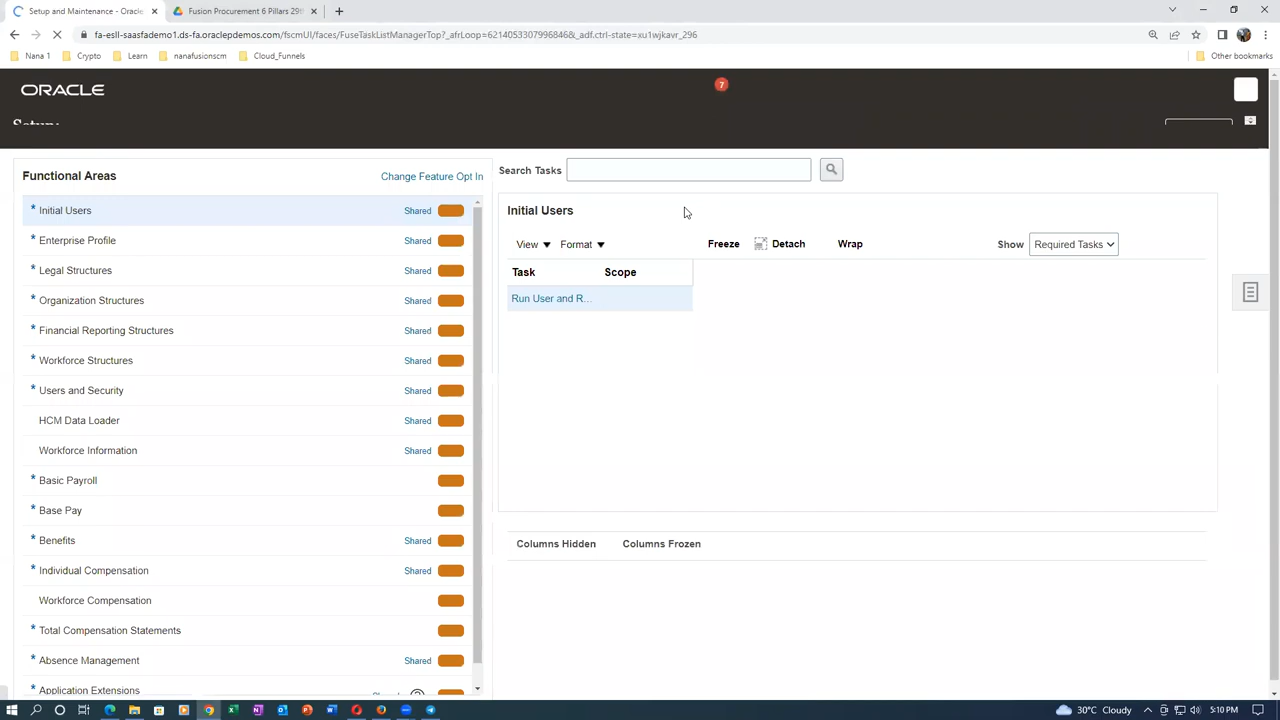 Setup and Maintenance - Oracle
Fusion Procurement 6 Pillars 29th
fa-esll-saasfademo1.ds-fa.oraclepdemos.com/fscmUI/faces/FuseTaskListManagerTop?_afrLoop=62140533079968468&_adf.ctrl-state=xu1wjkavr_296
Nana 1
Crypto
Learn
nanafusionscm
Cloud_Funnels
Other bookmarks
ORACLE
7
Functional Areas
Change Feature Opt In
* Initial Users Shared
* Enterprise Profile Shared
* Legal Structures Shared
* Organization Structures Shared
* Financial Reporting Structures Shared
* Workforce Structures Shared
* Users and Security Shared
HCM Data Loader Shared
Workforce Information Shared
* Basic Payroll
* Base Pay
* Benefits Shared
* Individual Compensation Shared
Workforce Compensation
* Total Compensation Statements
* Absence Management Shared
* Application Extensions
Search Tasks
Initial Users
View Format Freeze Detach Wrap Show Required Tasks
Task Scope
Run User and R...
Columns Hidden Columns Frozen
30°C Cloudy
5:10 PM